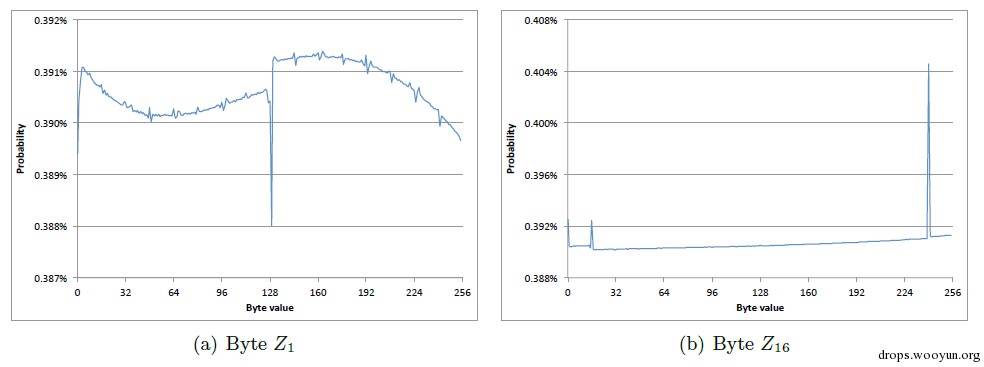 0.392%
0.391%
0.390%
0.389%
0.388%
0.387%
Probability
0 32 64 96 128 160 192 224 256
Byte value
(a) Byte Z1
0.408%
0.404%
0.400%
0.396%
0.392%
0.388%
Probability
0 32 64 96 128 160 192 224 256
Byte value
(b) Byte Z16
drops.wooyun.org